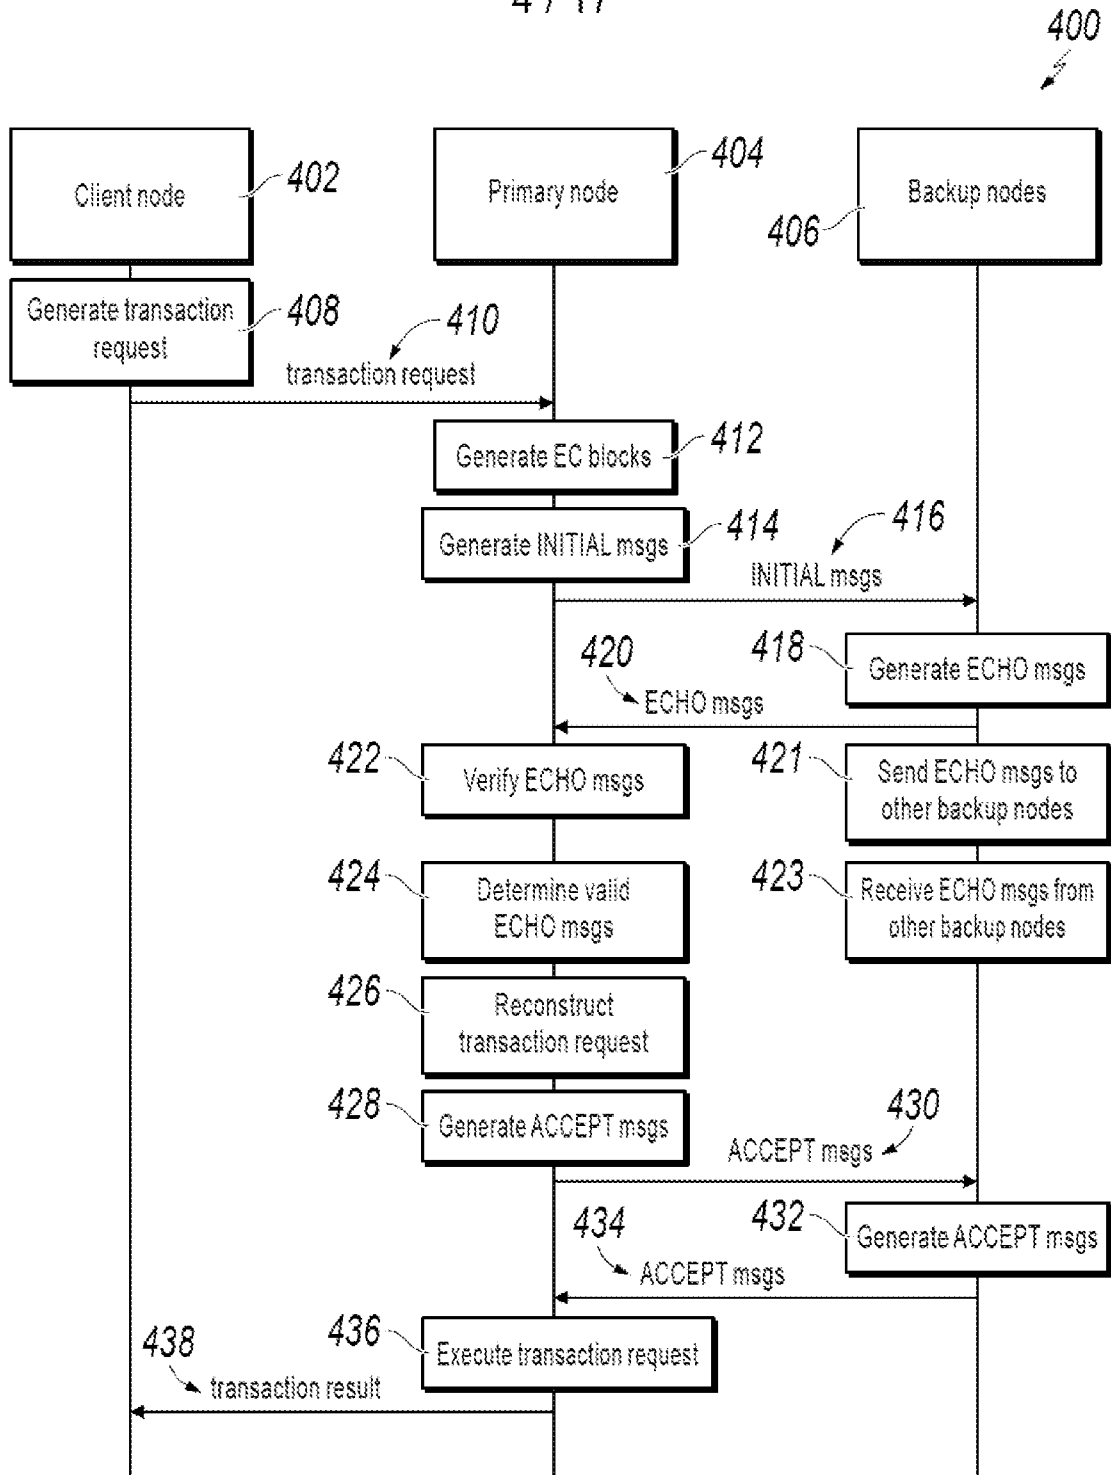 400
Client node
402
Primary node
404
Backup nodes
406
Generate transaction
request
408
410
transaction request
Generate EC blocks
412
Generate INITIAL msgs
414
416
INITIAL msgs
418
Generate ECHO msgs
420
ECHO msgs
422
Verify ECHO msgs
421
Send ECHO msgs to
other backup nodes
424
Determine valid
ECHO msgs
423
Receive ECHO msgs from
other backup nodes
426
Reconstruct
transaction request
428
Generate ACCEPT msgs
430
ACCEPT msgs
432
Generate ACCEPT msgs
434
ACCEPT msgs
436
Execute transaction request
438
transaction result